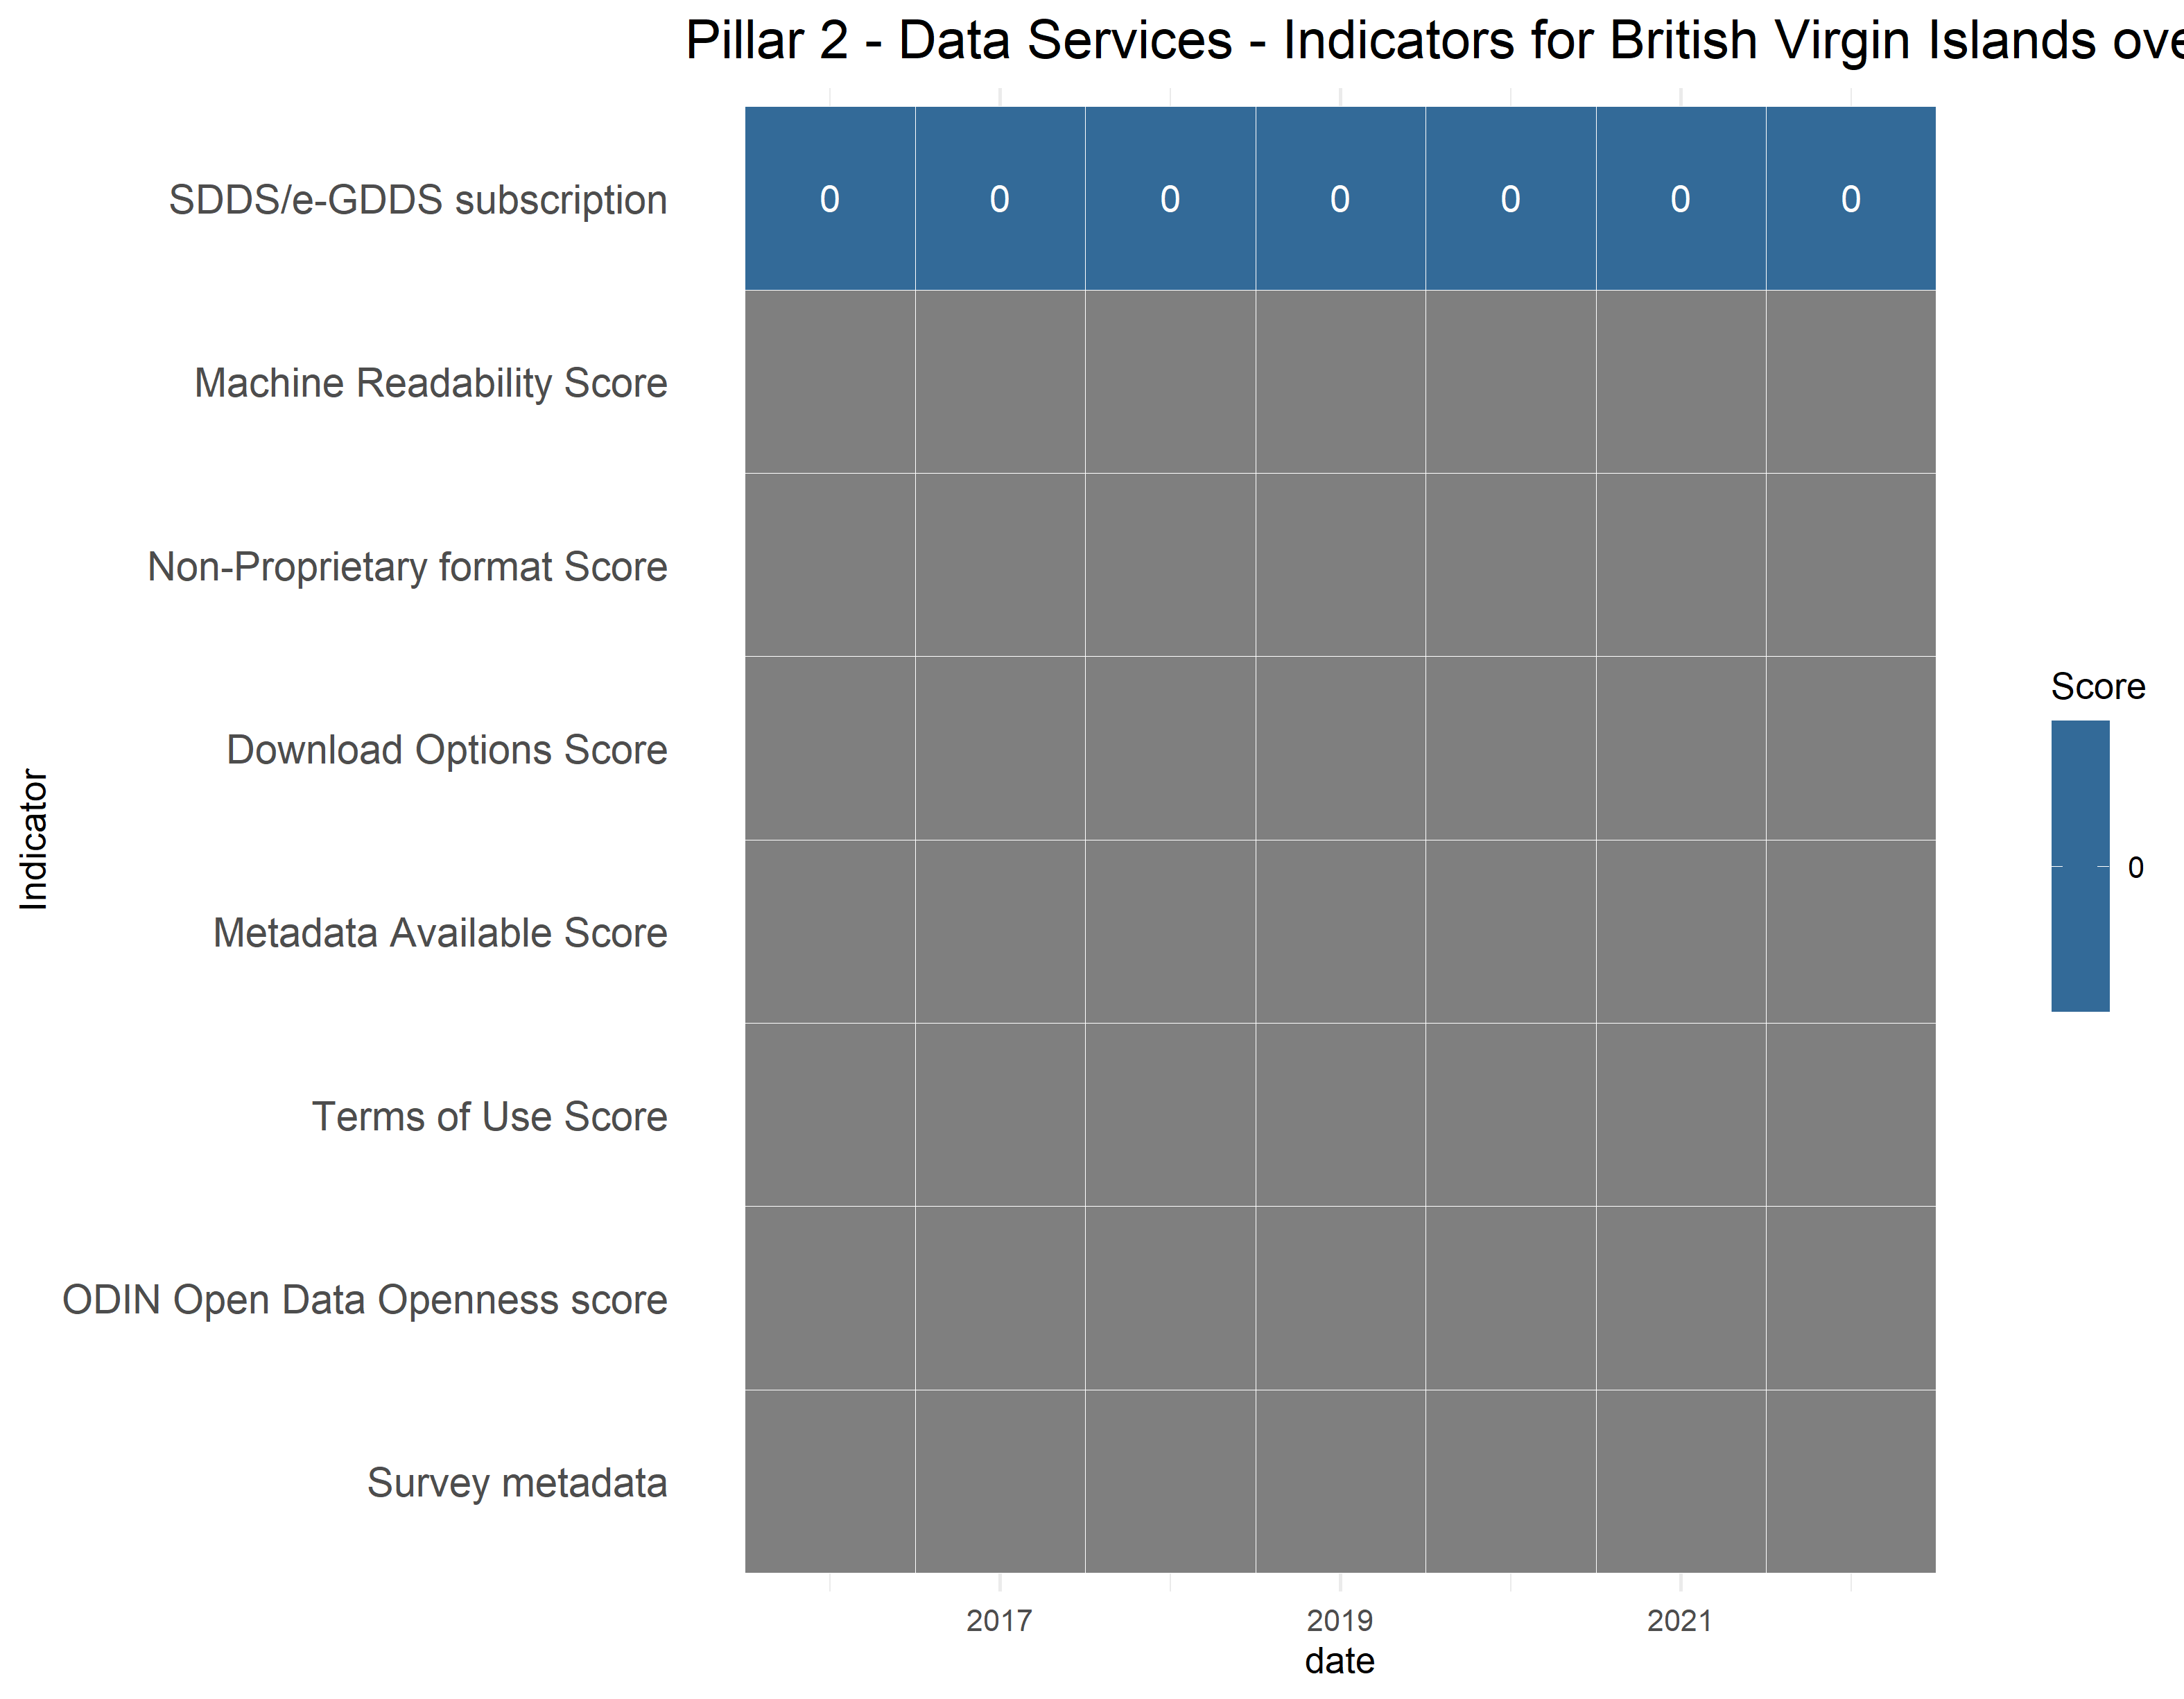 Pillar 2 - Data Services - Indicators for British Virgin Islands ove
SDDS/e-GDDS subscription
0 0 0 0 0 0 0
Machine Readability Score
Non-Proprietary format Score
Download Options Score
Metadata Available Score
Terms of Use Score
ODIN Open Data Openness score
Survey metadata
Indicator
2017 2019 2021
date
Score
0